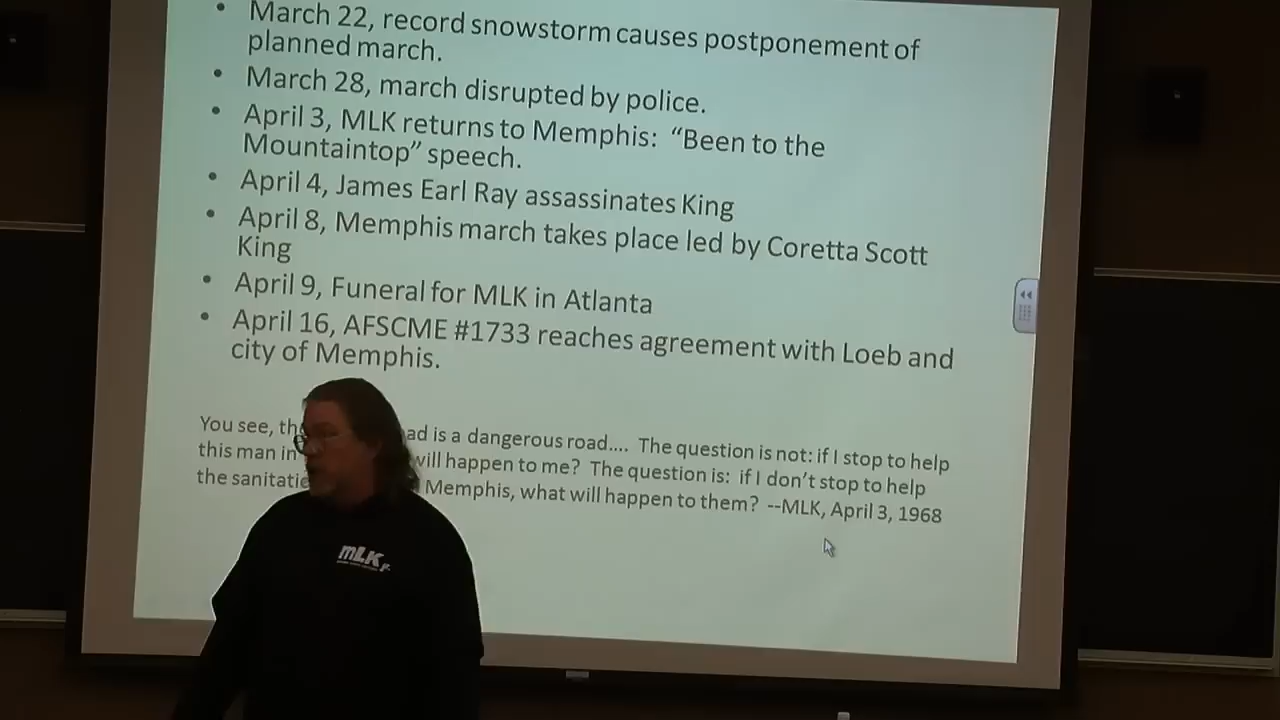 • March 22, record snowstorm causes postponement of
planned march.
• March 28, march disrupted by police.
• April 3, MLK returns to Memphis: “Been to the
Mountaintop” speech.
• April 4, James Earl Ray assassinates King
• April 8, Memphis march takes place led by Coretta Scott
King
• April 9, Funeral for MLK in Atlanta
• April 16, AFSCME #1733 reaches agreement with Loeb and
city of Memphis.
You see, is a dangerous road.... The question is not: if I stop to help
this man in will happen to me? The question is: if I don’t stop to help
the Memphis, what will happen to them? --MLK, April 3, 1968
MLK